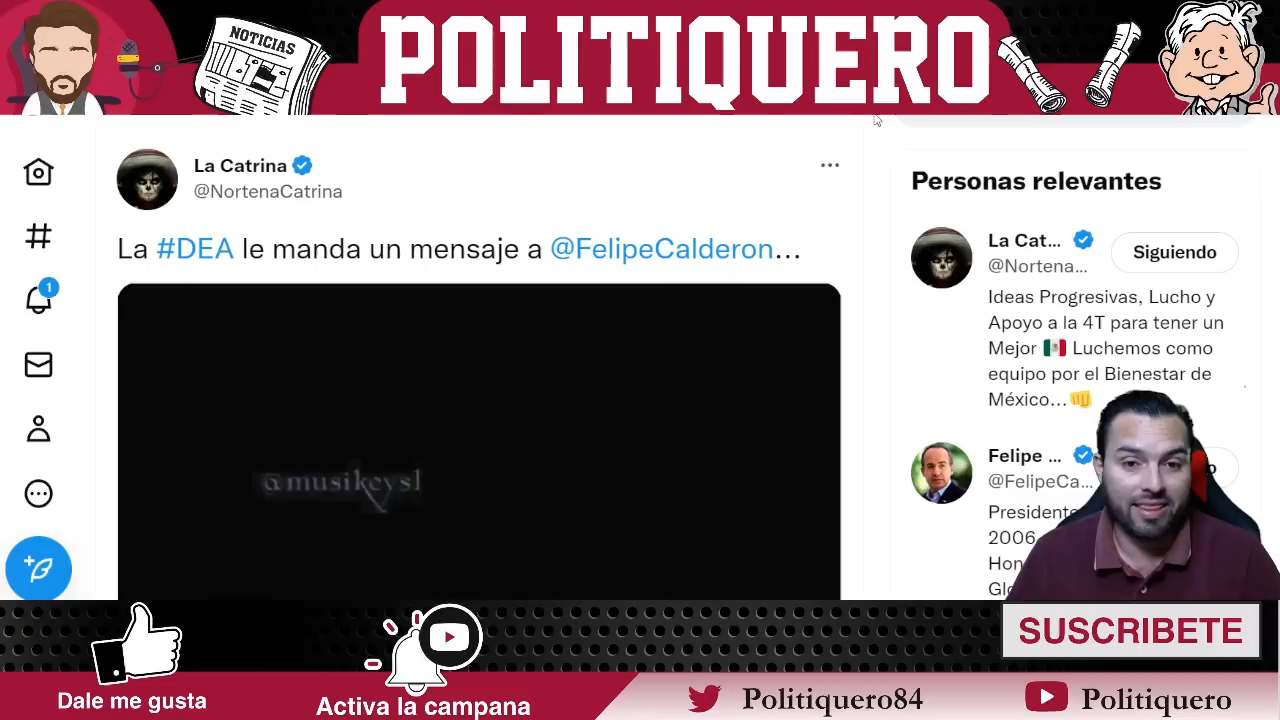 NOTICIAS
POLITIQUERO
La Catrina
@NortenaCatrina
La #DEA le manda un mensaje a @FelipeCalderon...
@musikeysl
1
Personas relevantes
La Cat...
@Nortena...
Siguiendo
Ideas Progresivas, Lucho y
Apoyo a la 4T para tener un
Mejor 🇲🇽 Luchemos como
equipo por el Bienestar de
México...👊
Felipe ...
@FelipeCa...
2006
SUSCRIBETE
Dale me gusta
Activa la campana
Politiquero84
Politiquero